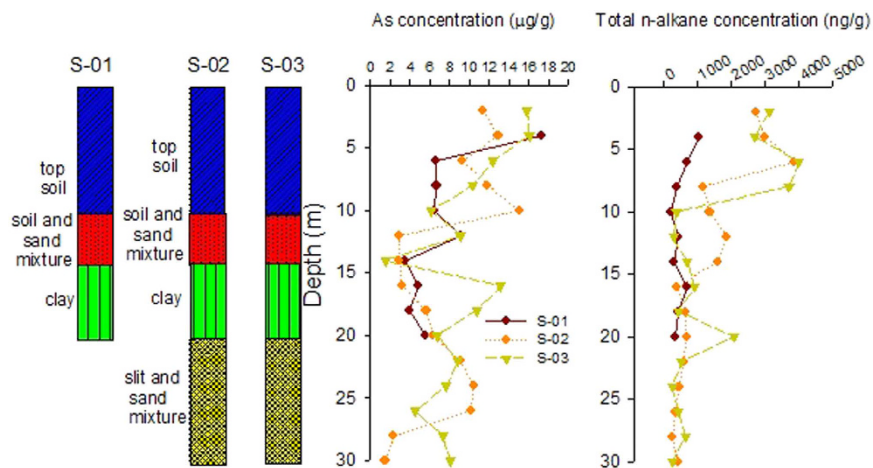 As concentration (μg/g)
Total n-alkane concentration (ng/g)
S-01
S-02
S-03
0 2 4 6 8 10 12 14 16 18 20
0 1000 2000 3000 4000 5000
top
soil
soil and
sand
mixture
clay
top
soil
soil and
sand
mixture
clay
slit and
sand
mixture
Depth (m)
0
5
10
15
20
25
30
S-01
S-02
S-03
0
5
10
15
20
25
30